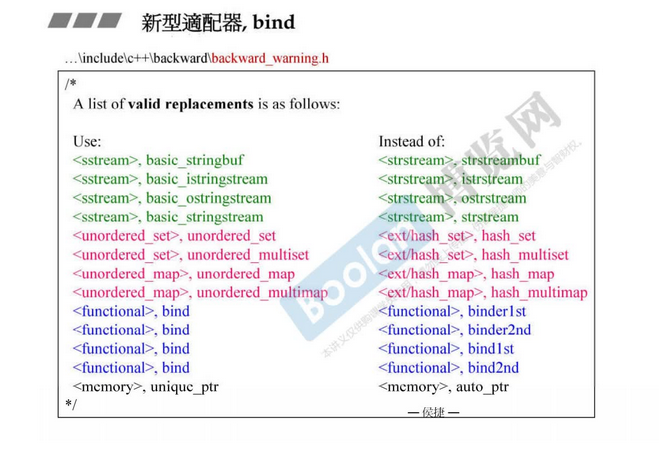 新型適配器, bind
…\include\c++\backward\backward_warning.h
/*
A list of valid replacements is as follows:
Use: Instead of:
<sstream>, basic_stringbuf <strstream>, strstreambuf
<sstream>, basic_istringstream <strstream>, istrstream
<sstream>, basic_ostringstream <strstream>, ostrstream
<sstream>, basic_stringstream <strstream>, strstream
<unordered_set>, unordered_set <ext/hash_set>, hash_set
<unordered_set>, unordered_multiset <ext/hash_set>, hash_multiset
<unordered_map>, unordered_map <ext/hash_map>, hash_map
<unordered_map>, unordered_multimap <ext/hash_map>, hash_multimap
<functional>, bind <functional>, binder1st
<functional>, bind <functional>, binder2nd
<functional>, bind <functional>, bind1st
<functional>, bind <functional>, bind2nd
<memory>, unique_ptr <memory>, auto_ptr
*/
— 侯捷 —
Boolan
博览网